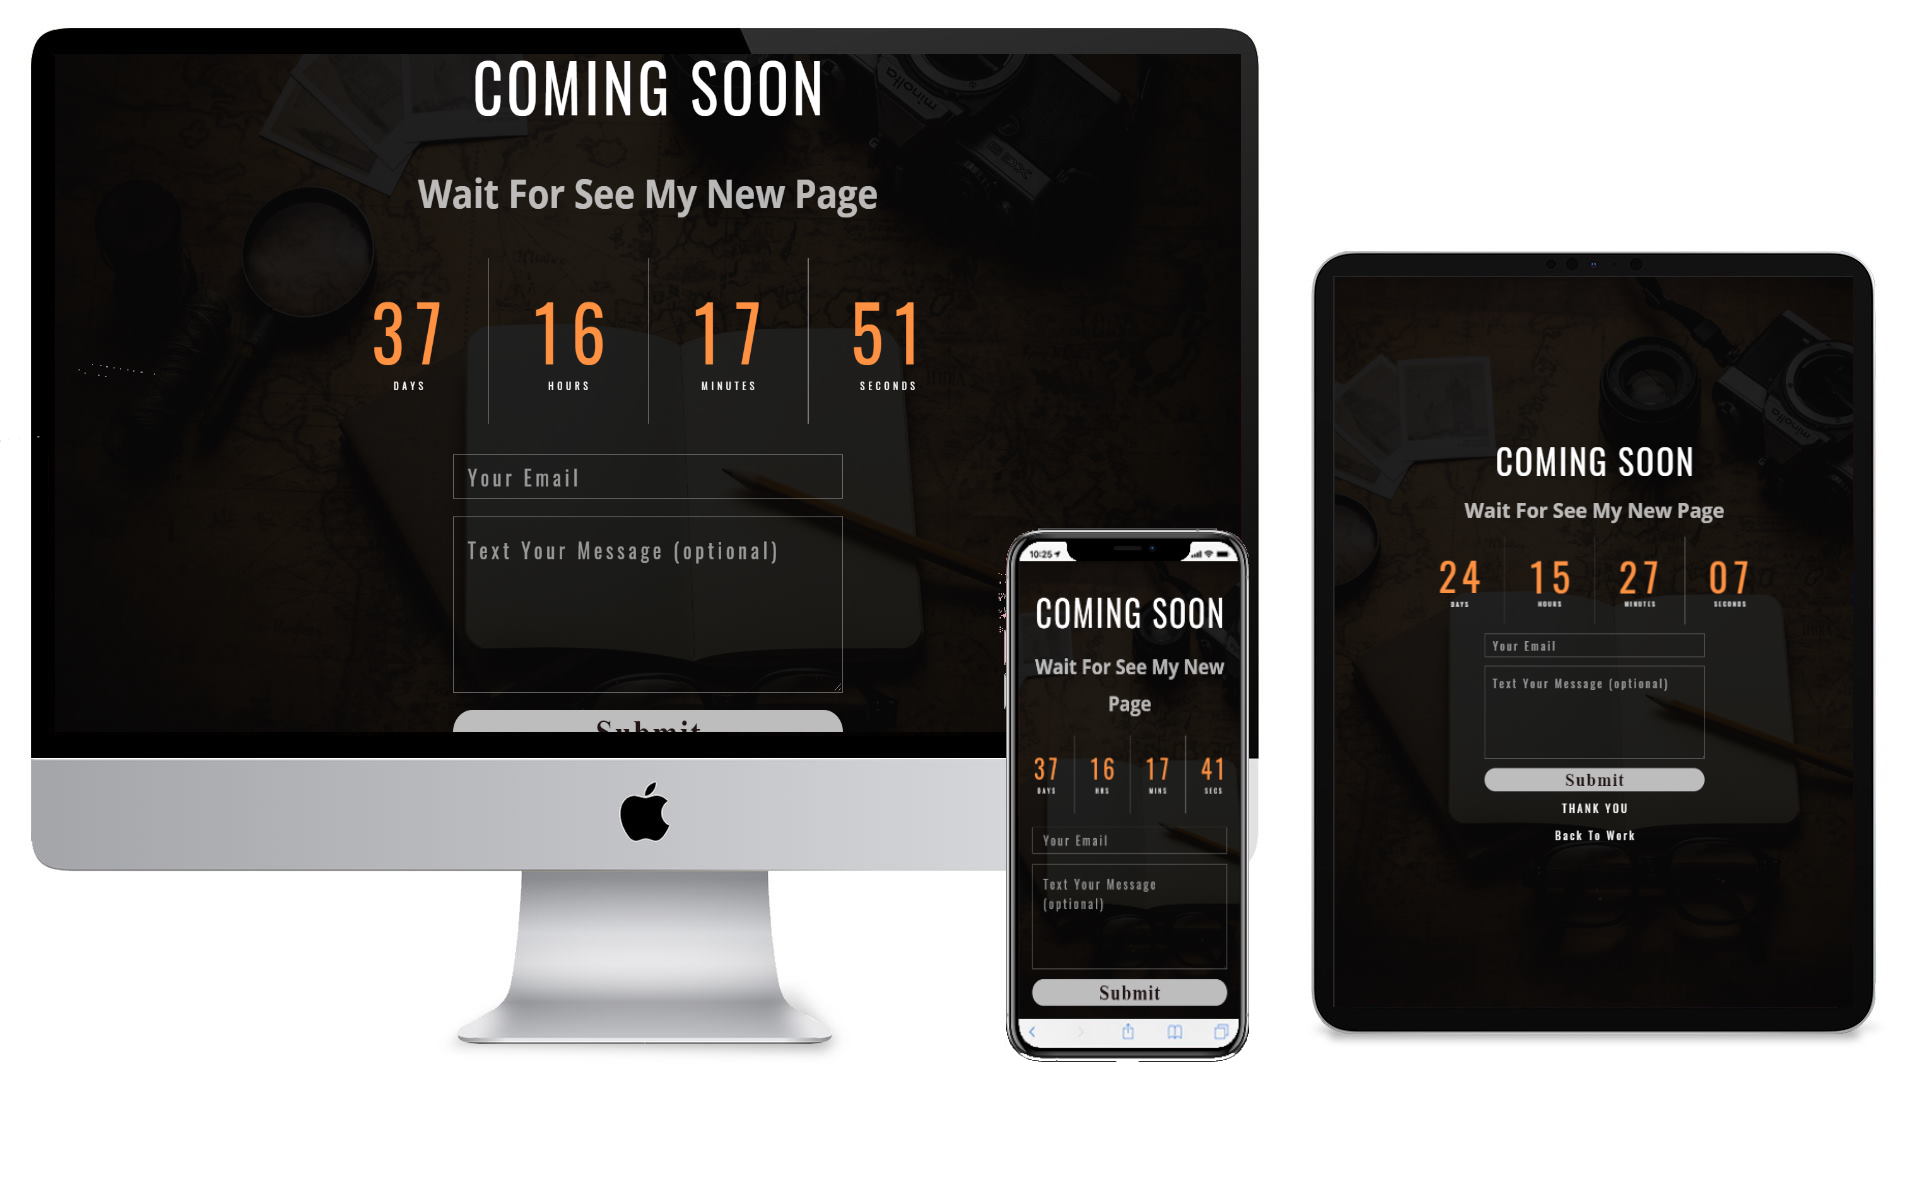 COMING SOON
Wait For See My New Page
37 16 17 51
DAYS HOURS MINUTES SECONDS
Your Email
Text Your Message (optional)
Submit
10:25
COMING SOON
Wait For See My New
Page
37 16 17 41
DAYS HRS MINS SECS
Your Email
Text Your Message
(optional)
Submit
COMING SOON
Wait For See My New Page
24 15 27 07
DAYS HOURS MINUTES SECONDS
Your Email
Text Your Message (optional)
Submit
THANK YOU
Back To Work
minolta
minolta